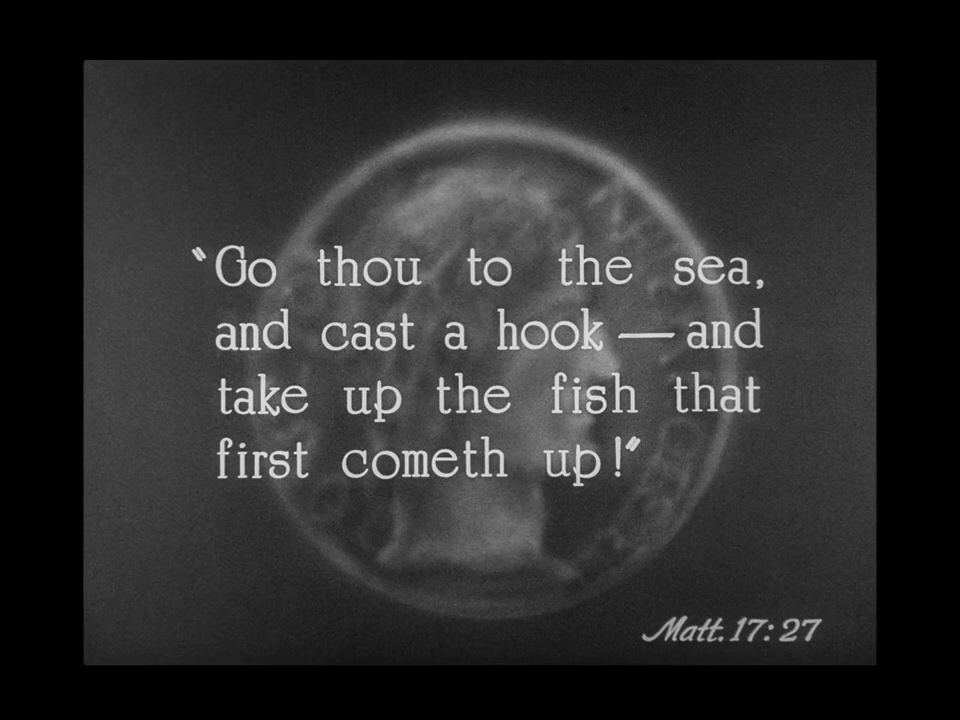 "Go thou to the sea,
and cast a hook — and
take up the fish that
first cometh up!"
Matt. 17:27